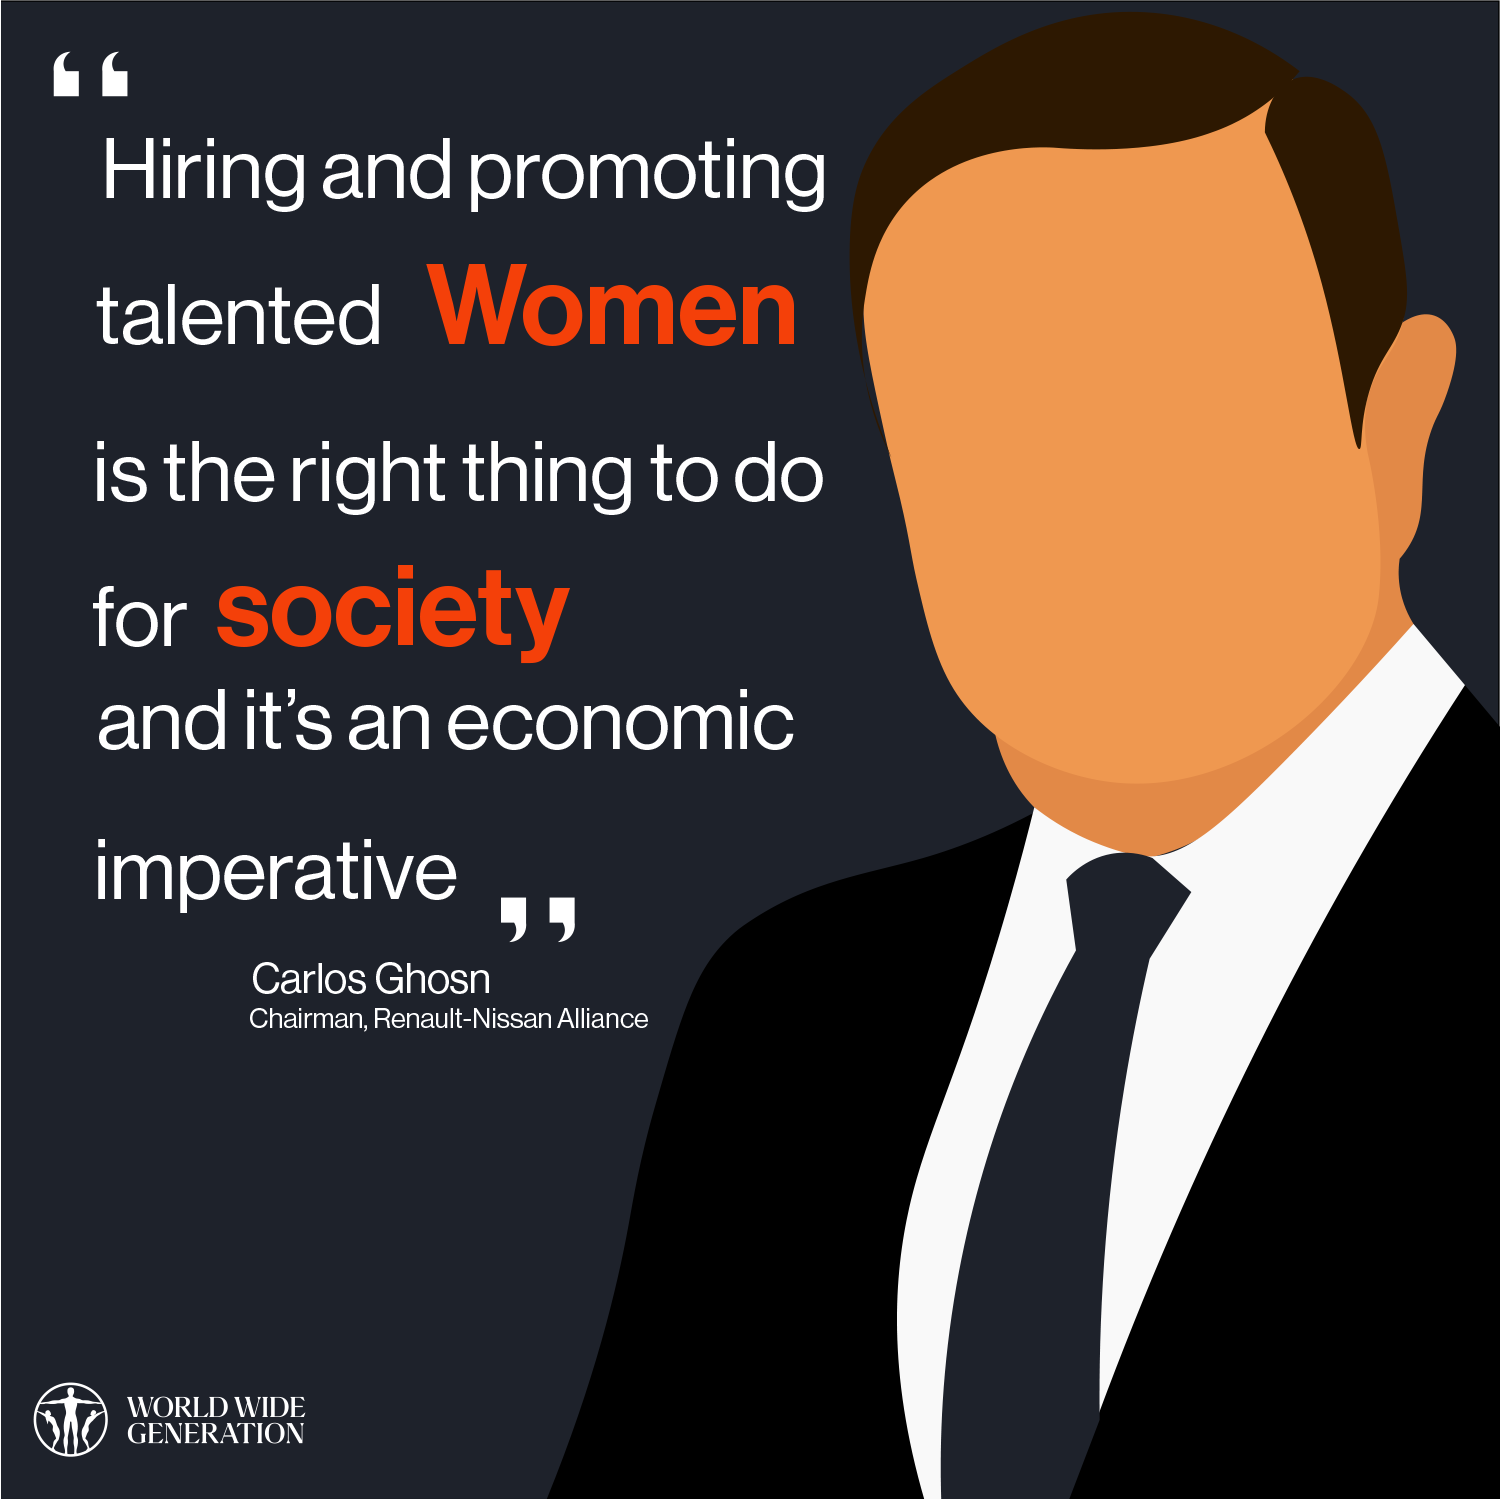 “
Hiring and promoting
talented Women
is the right thing to do
for society
and it’s an economic
imperative
”
Carlos Ghosn
Chairman, Renault-Nissan Alliance
WORLD WIDE
GENERATION